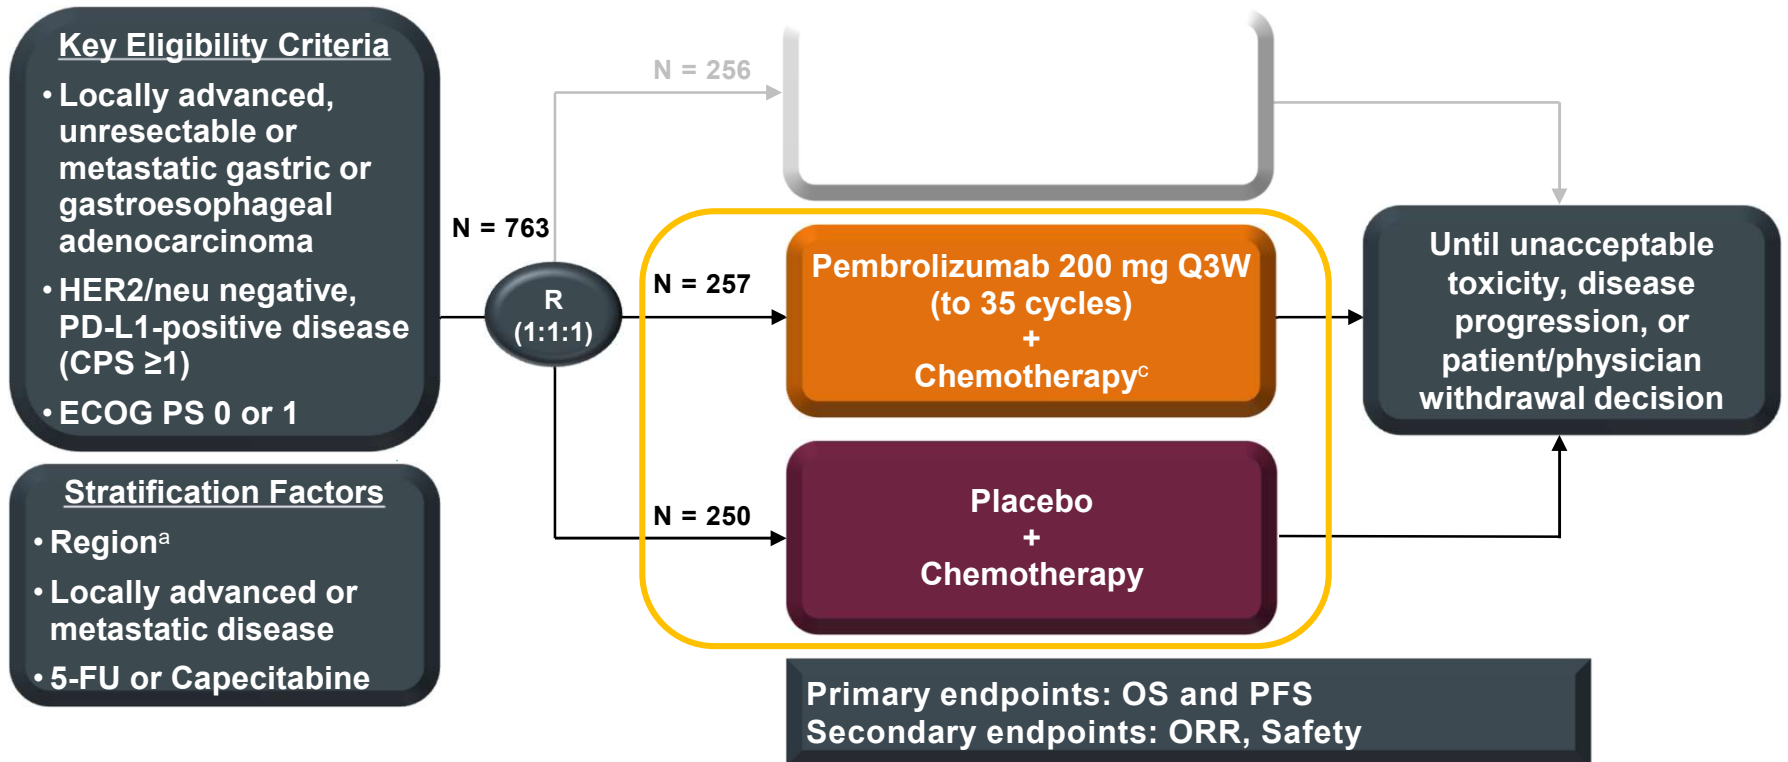 Key Eligibility Criteria
• Locally advanced,
unresectable or
metastatic gastric or
gastroesophageal
adenocarcinoma
• HER2/neu negative,
PD-L1-positive disease
(CPS ≥1)
• ECOG PS 0 or 1
Stratification Factors
• Regionᵃ
• Locally advanced or
metastatic disease
• 5-FU or Capecitabine
N = 763
R
(1:1:1)
N = 256
N = 257
Pembrolizumab 200 mg Q3W
(to 35 cycles)
+
Chemotherapyᶜ
N = 250
Placebo
+
Chemotherapy
Until unacceptable
toxicity, disease
progression, or
patient/physician
withdrawal decision
Primary endpoints: OS and PFS
Secondary endpoints: ORR, Safety